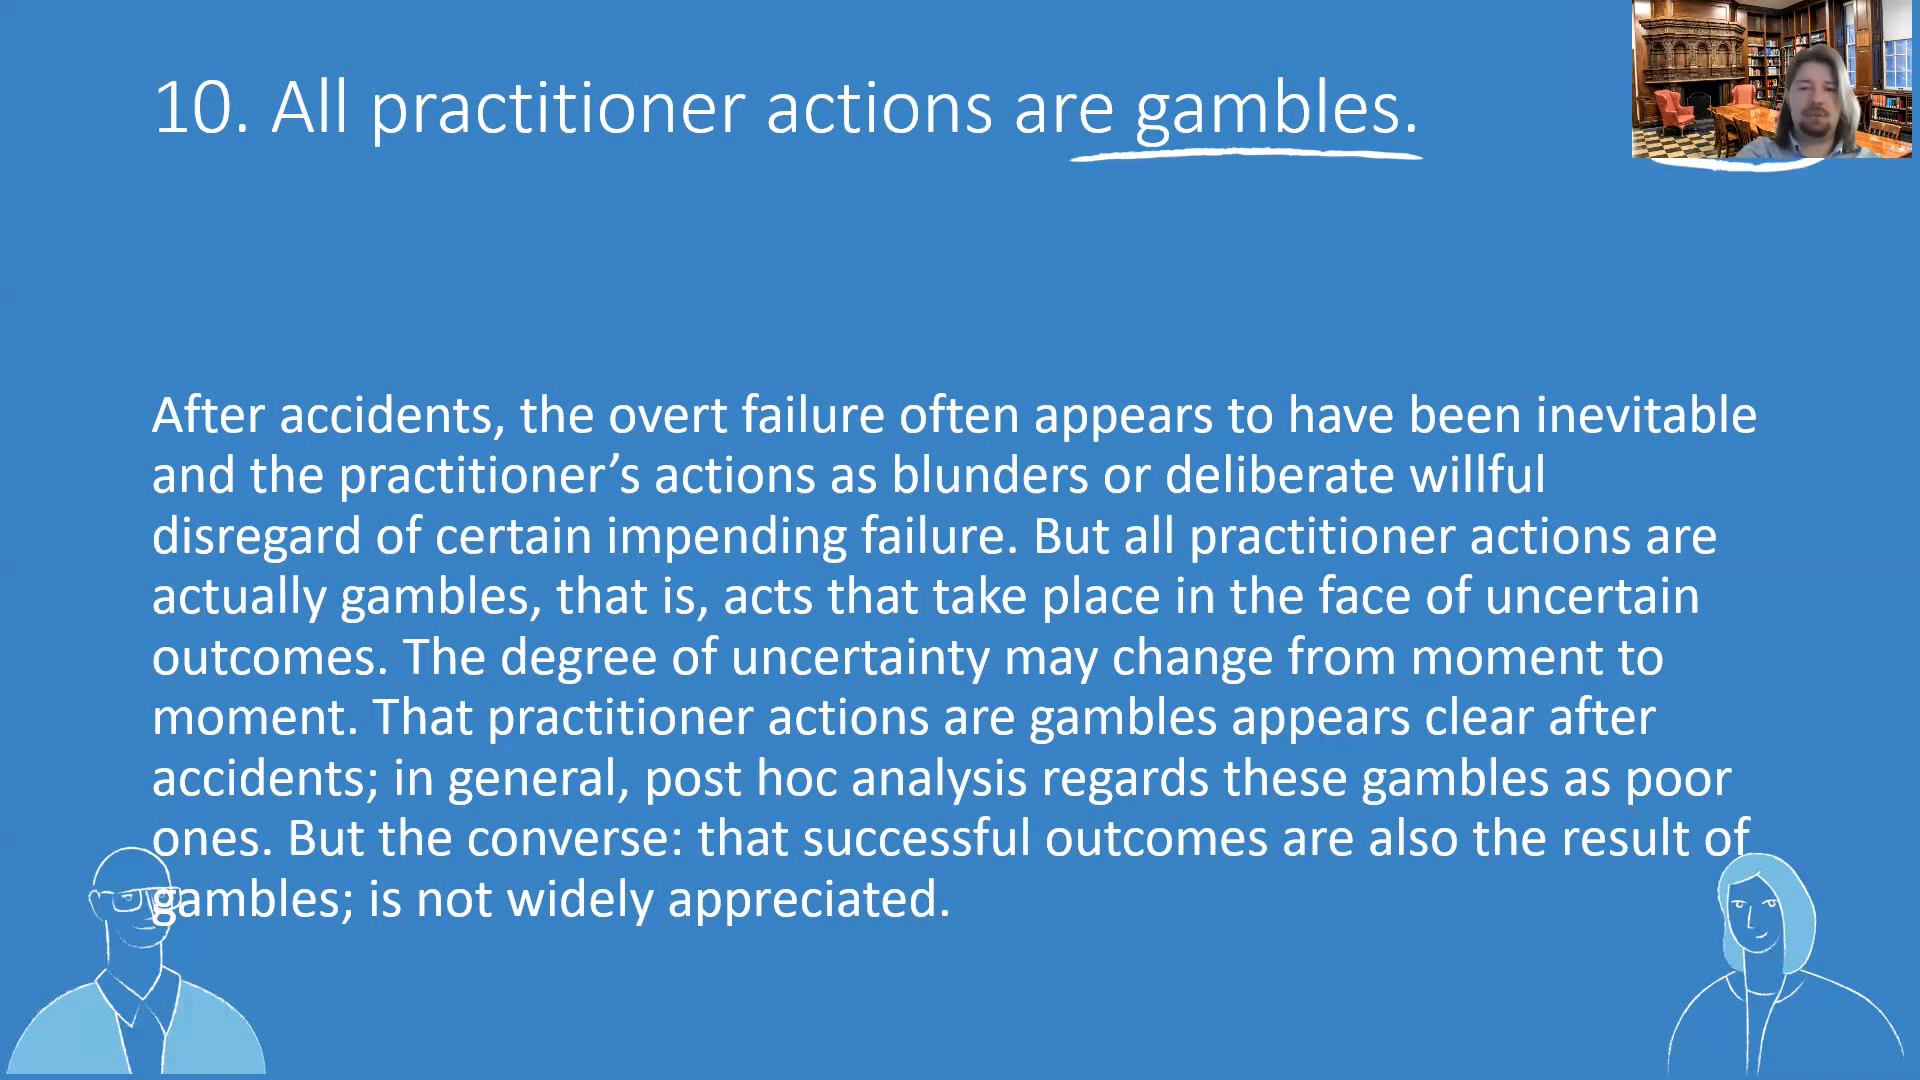 10. All practitioner actions are gambles.
After accidents, the overt failure often appears to have been inevitable
and the practitioner’s actions as blunders or deliberate willful
disregard of certain impending failure. But all practitioner actions are
actually gambles, that is, acts that take place in the face of uncertain
outcomes. The degree of uncertainty may change from moment to
moment. That practitioner actions are gambles appears clear after
accidents; in general, post hoc analysis regards these gambles as poor
ones. But the converse: that successful outcomes are also the result of
gambles; is not widely appreciated.